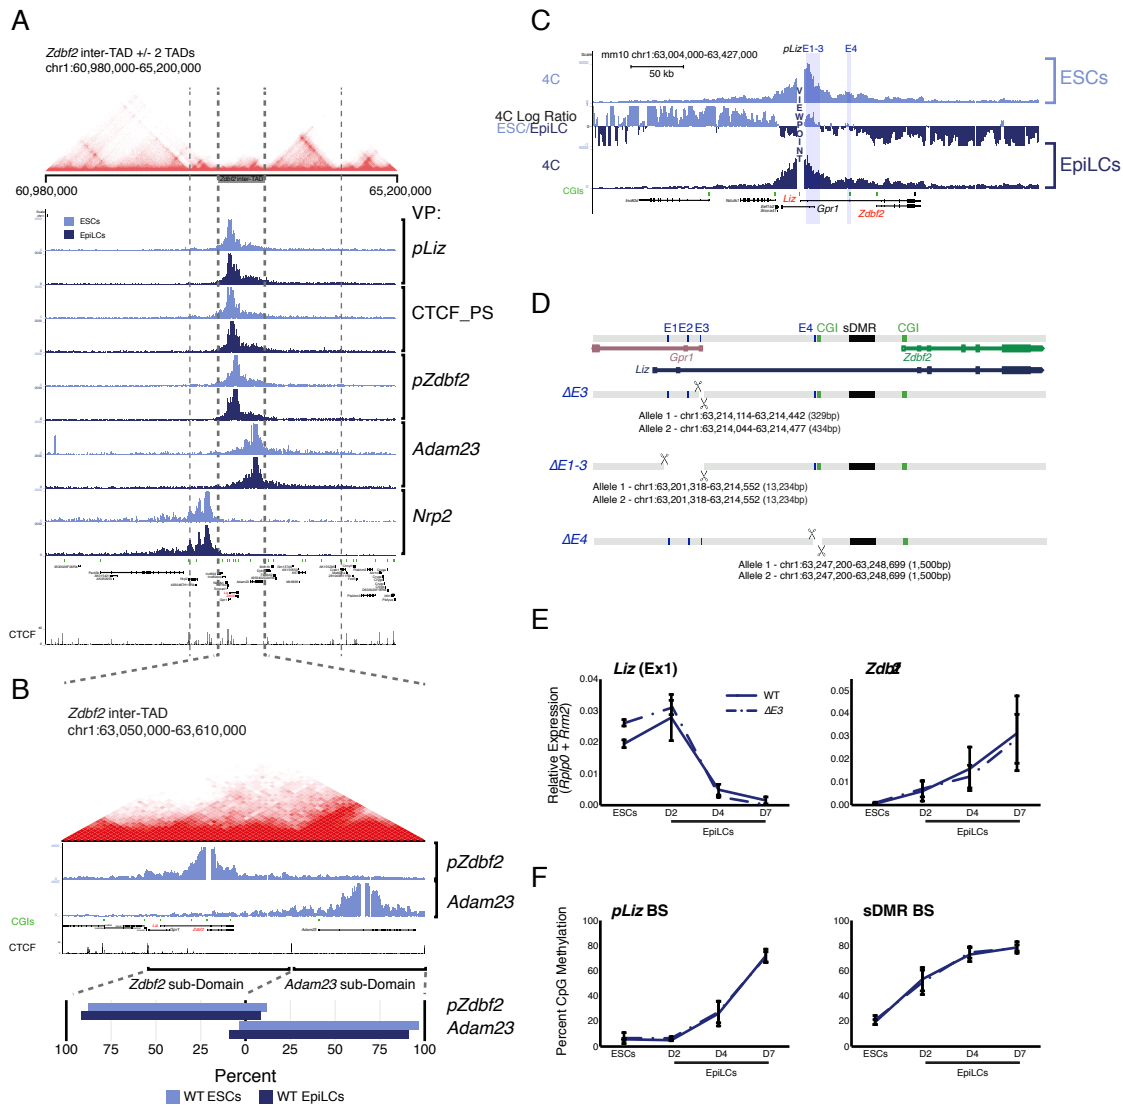 A
Zdbf2 inter-TAD +/- 2 TADs
chr1:60,980,000-65,200,000
Zdbf2 inter-TAD
60,980,000
65,200,000
VP:
ESCs
EpiLCs
pLiz
CTCF_PS
pZdbf2
Adam23
Nrp2
CTCF
B
Zdbf2 inter-TAD
chr1:63,050,000-63,610,000
pZdbf2
Adam23
CGIs
Gpr1
Adam23
CTCF
Zdbf2 sub-Domain
Adam23 sub-Domain
pZdbf2
Adam23
100 75 50 25 0 25 50 75 100
Percent
WT ESCs
WT EpiLCs
C
mm10 chr1:63,004,000-63,427,000
50 kb
pLiz
E1-3
E4
4C
ESCs
4C Log Ratio
ESC/EpiLC
VIEWPOINT
4C
EpiLCs
CGIs
Liz
Gpr1
Zdbf2
D
E1 E2 E3
E4 CGI sDMR CGI
Gpr1
Zdbf2
Liz
ΔE3
Allele 1 - chr1:63,214,114-63,214,442 (329bp)
Allele 2 - chr1:63,214,044-63,214,477 (434bp)
ΔE1-3
Allele 1 - chr1:63,201,318-63,214,552 (13,234bp)
Allele 2 - chr1:63,201,318-63,214,552 (13,234bp)
ΔE4
Allele 1 - chr1:63,247,200-63,248,699 (1,500bp)
Allele 2 - chr1:63,247,200-63,248,699 (1,500bp)
E
Liz (Ex1)
Relative Expression
(Rplp0 + Rrm2)
0.04
0.03
0.02
0.01
0.00
WT
ΔE3
ESCs D2 D4 D7
EpiLCs
Zdbf2
0.05
0.04
0.03
0.02
0.01
0.00
ESCs D2 D4 D7
EpiLCs
F
pLiz BS
Percent CpG Methylation
100
80
60
40
20
0
ESCs D2 D4 D7
EpiLCs
sDMR BS
100
80
60
40
20
0
ESCs D2 D4 D7
EpiLCs